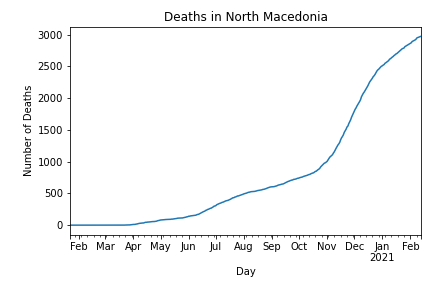 Deaths in North Macedonia
Number of Deaths
3000
2500
2000
1500
1000
500
0
Feb Mar Apr May Jun Jul Aug Sep Oct Nov Dec Jan Feb
2021
Day